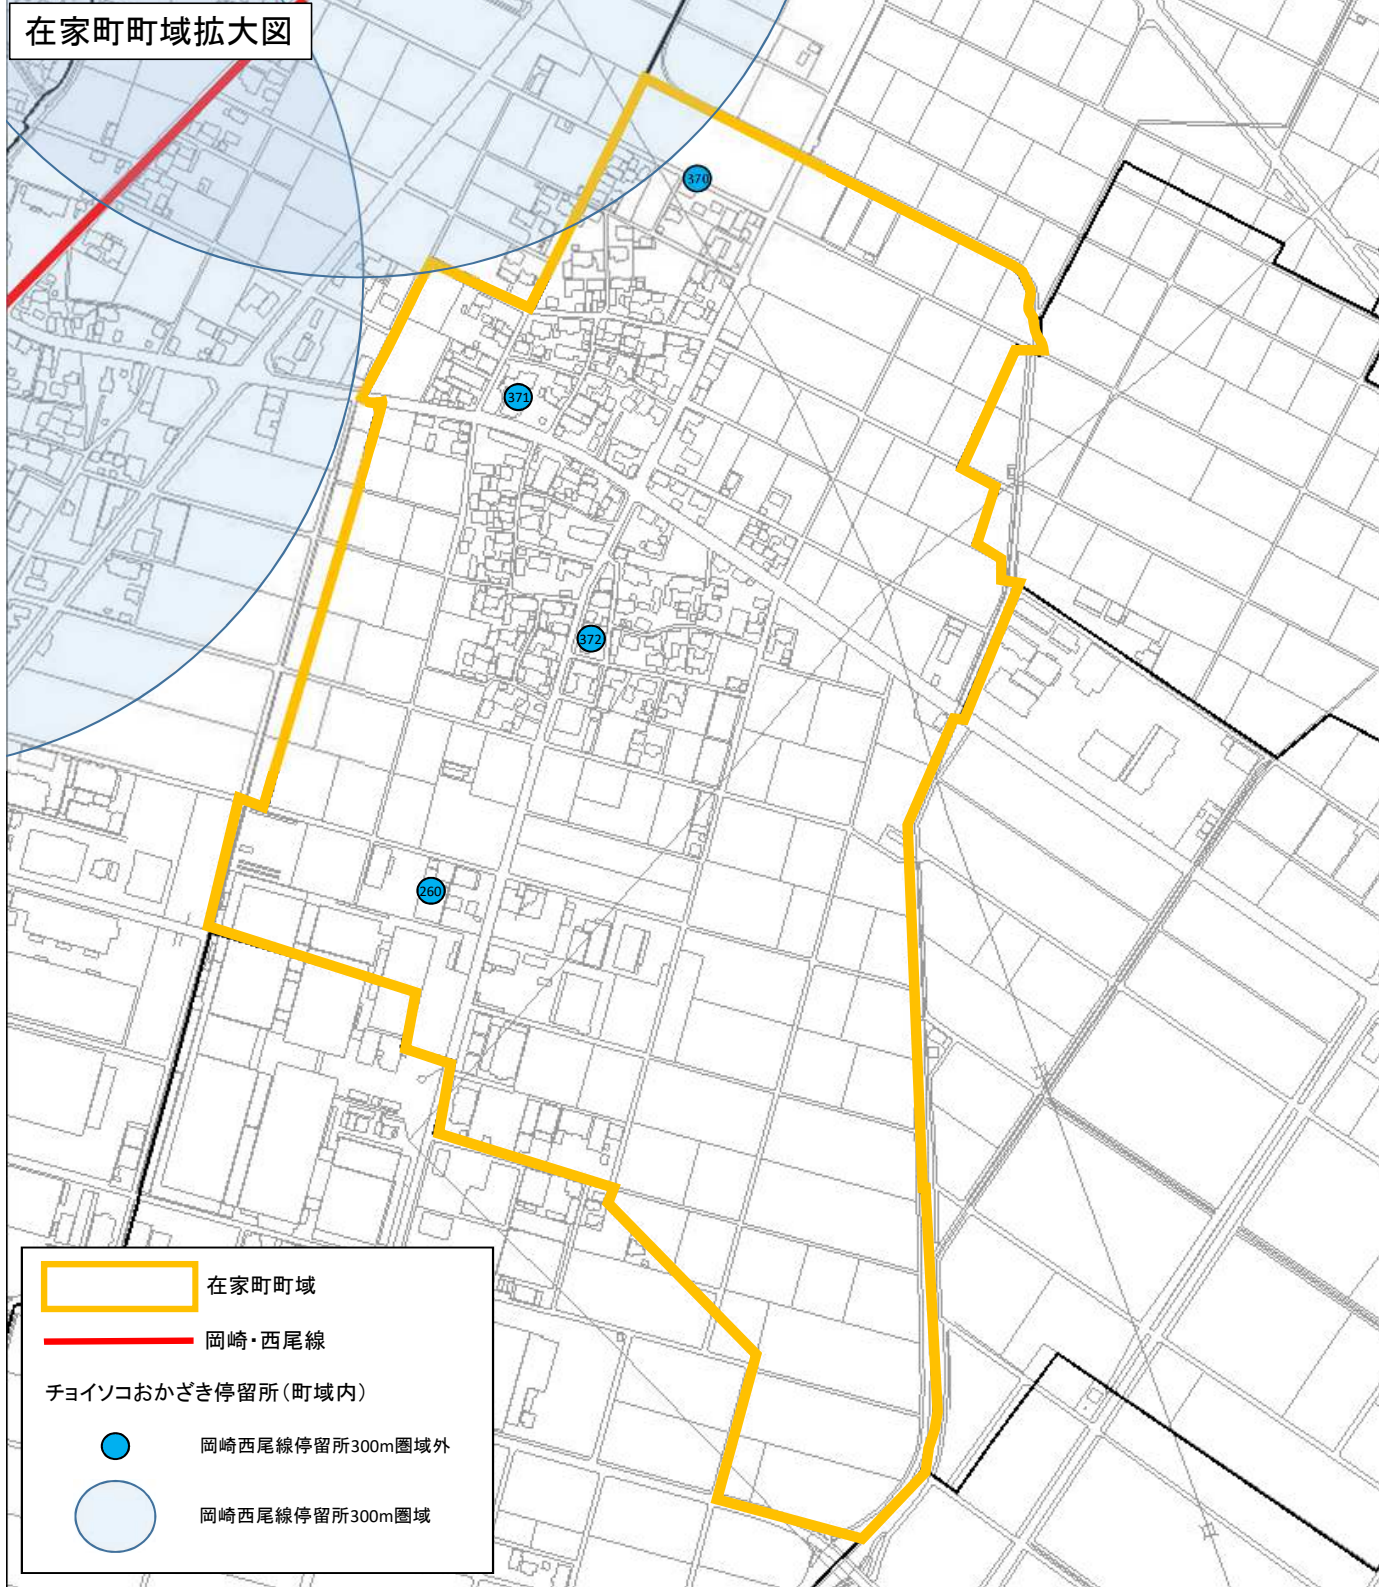 在家町町域拡大図
370
371
372
260
在家町町域
岡崎・西尾線
チョイソコおかざき停留所(町域内)
岡崎西尾線停留所300m圏域外
岡崎西尾線停留所300m圏域